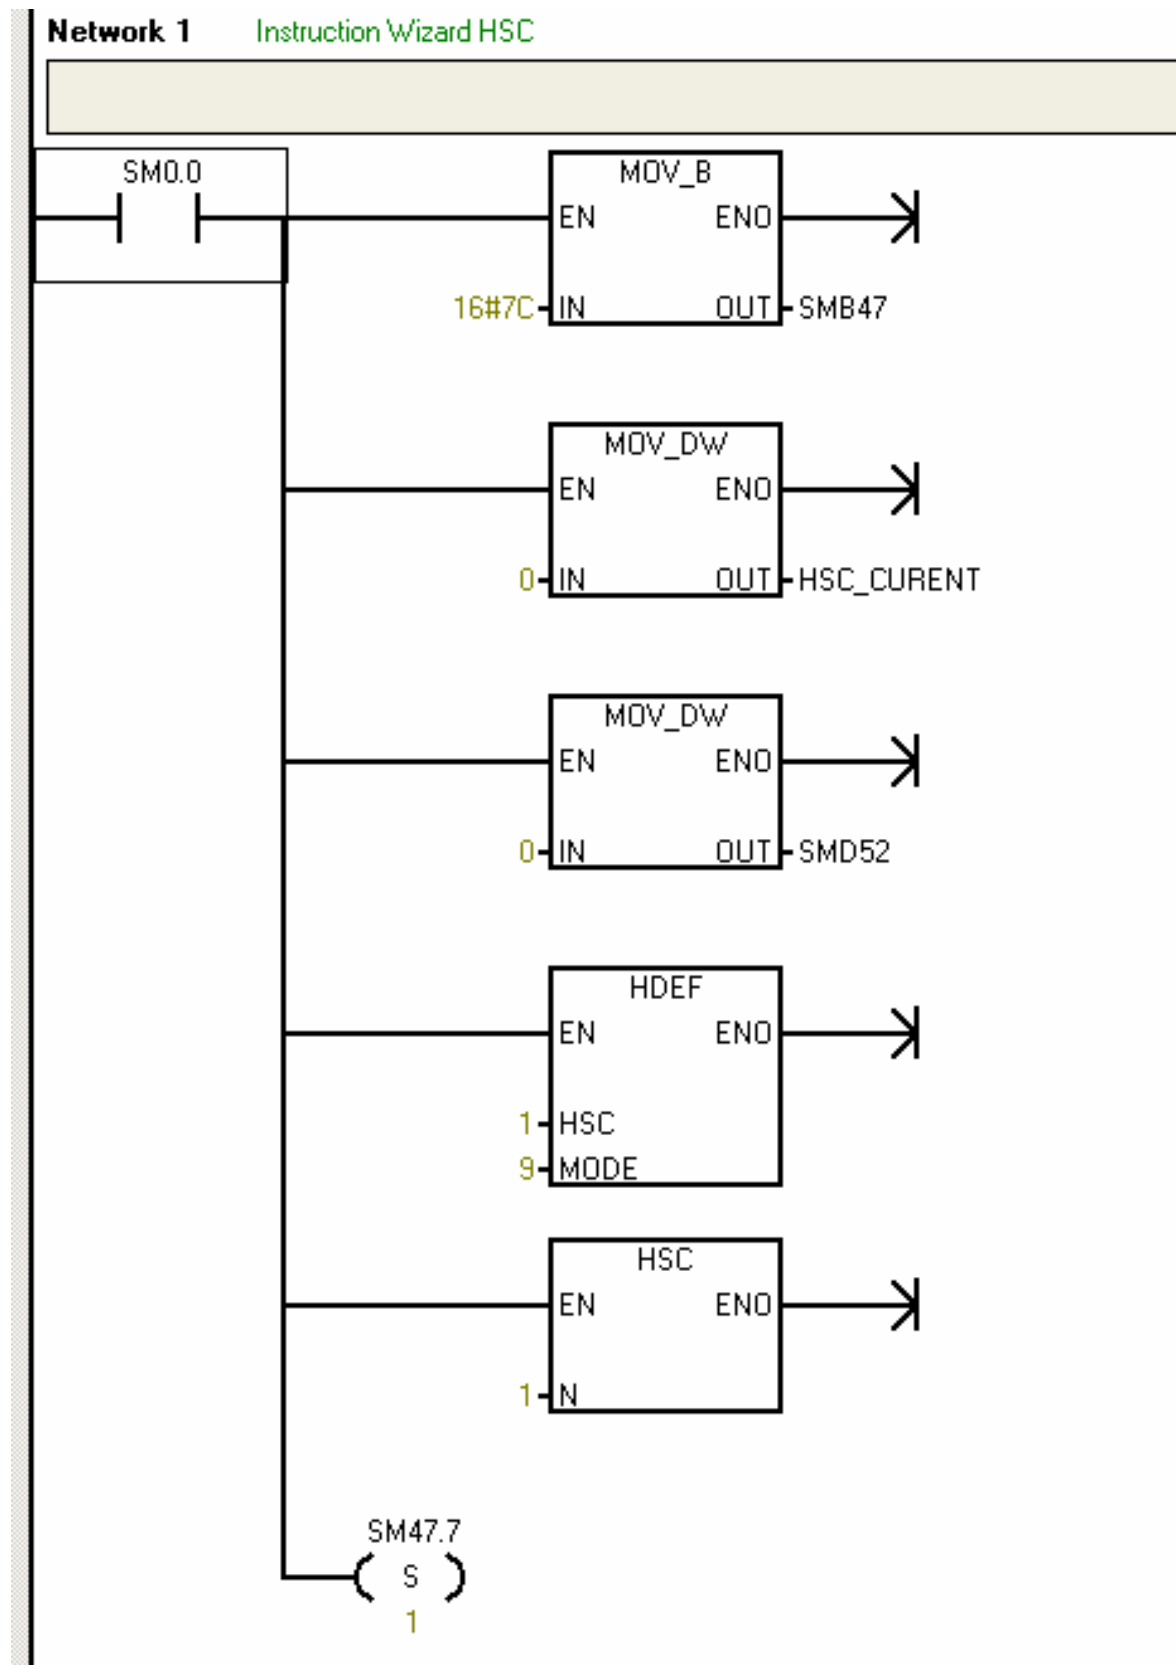 Network 1 Instruction Wizard HSC
SM0.0
MOV_B
EN ENO
16#7C IN OUT SMB47
MOV_DW
EN ENO
0 IN OUT HSC_CURENT
MOV_DW
EN ENO
0 IN OUT SMD52
HDEF
EN ENO
1 HSC
9 MODE
HSC
EN ENO
1 N
SM47.7
S
1